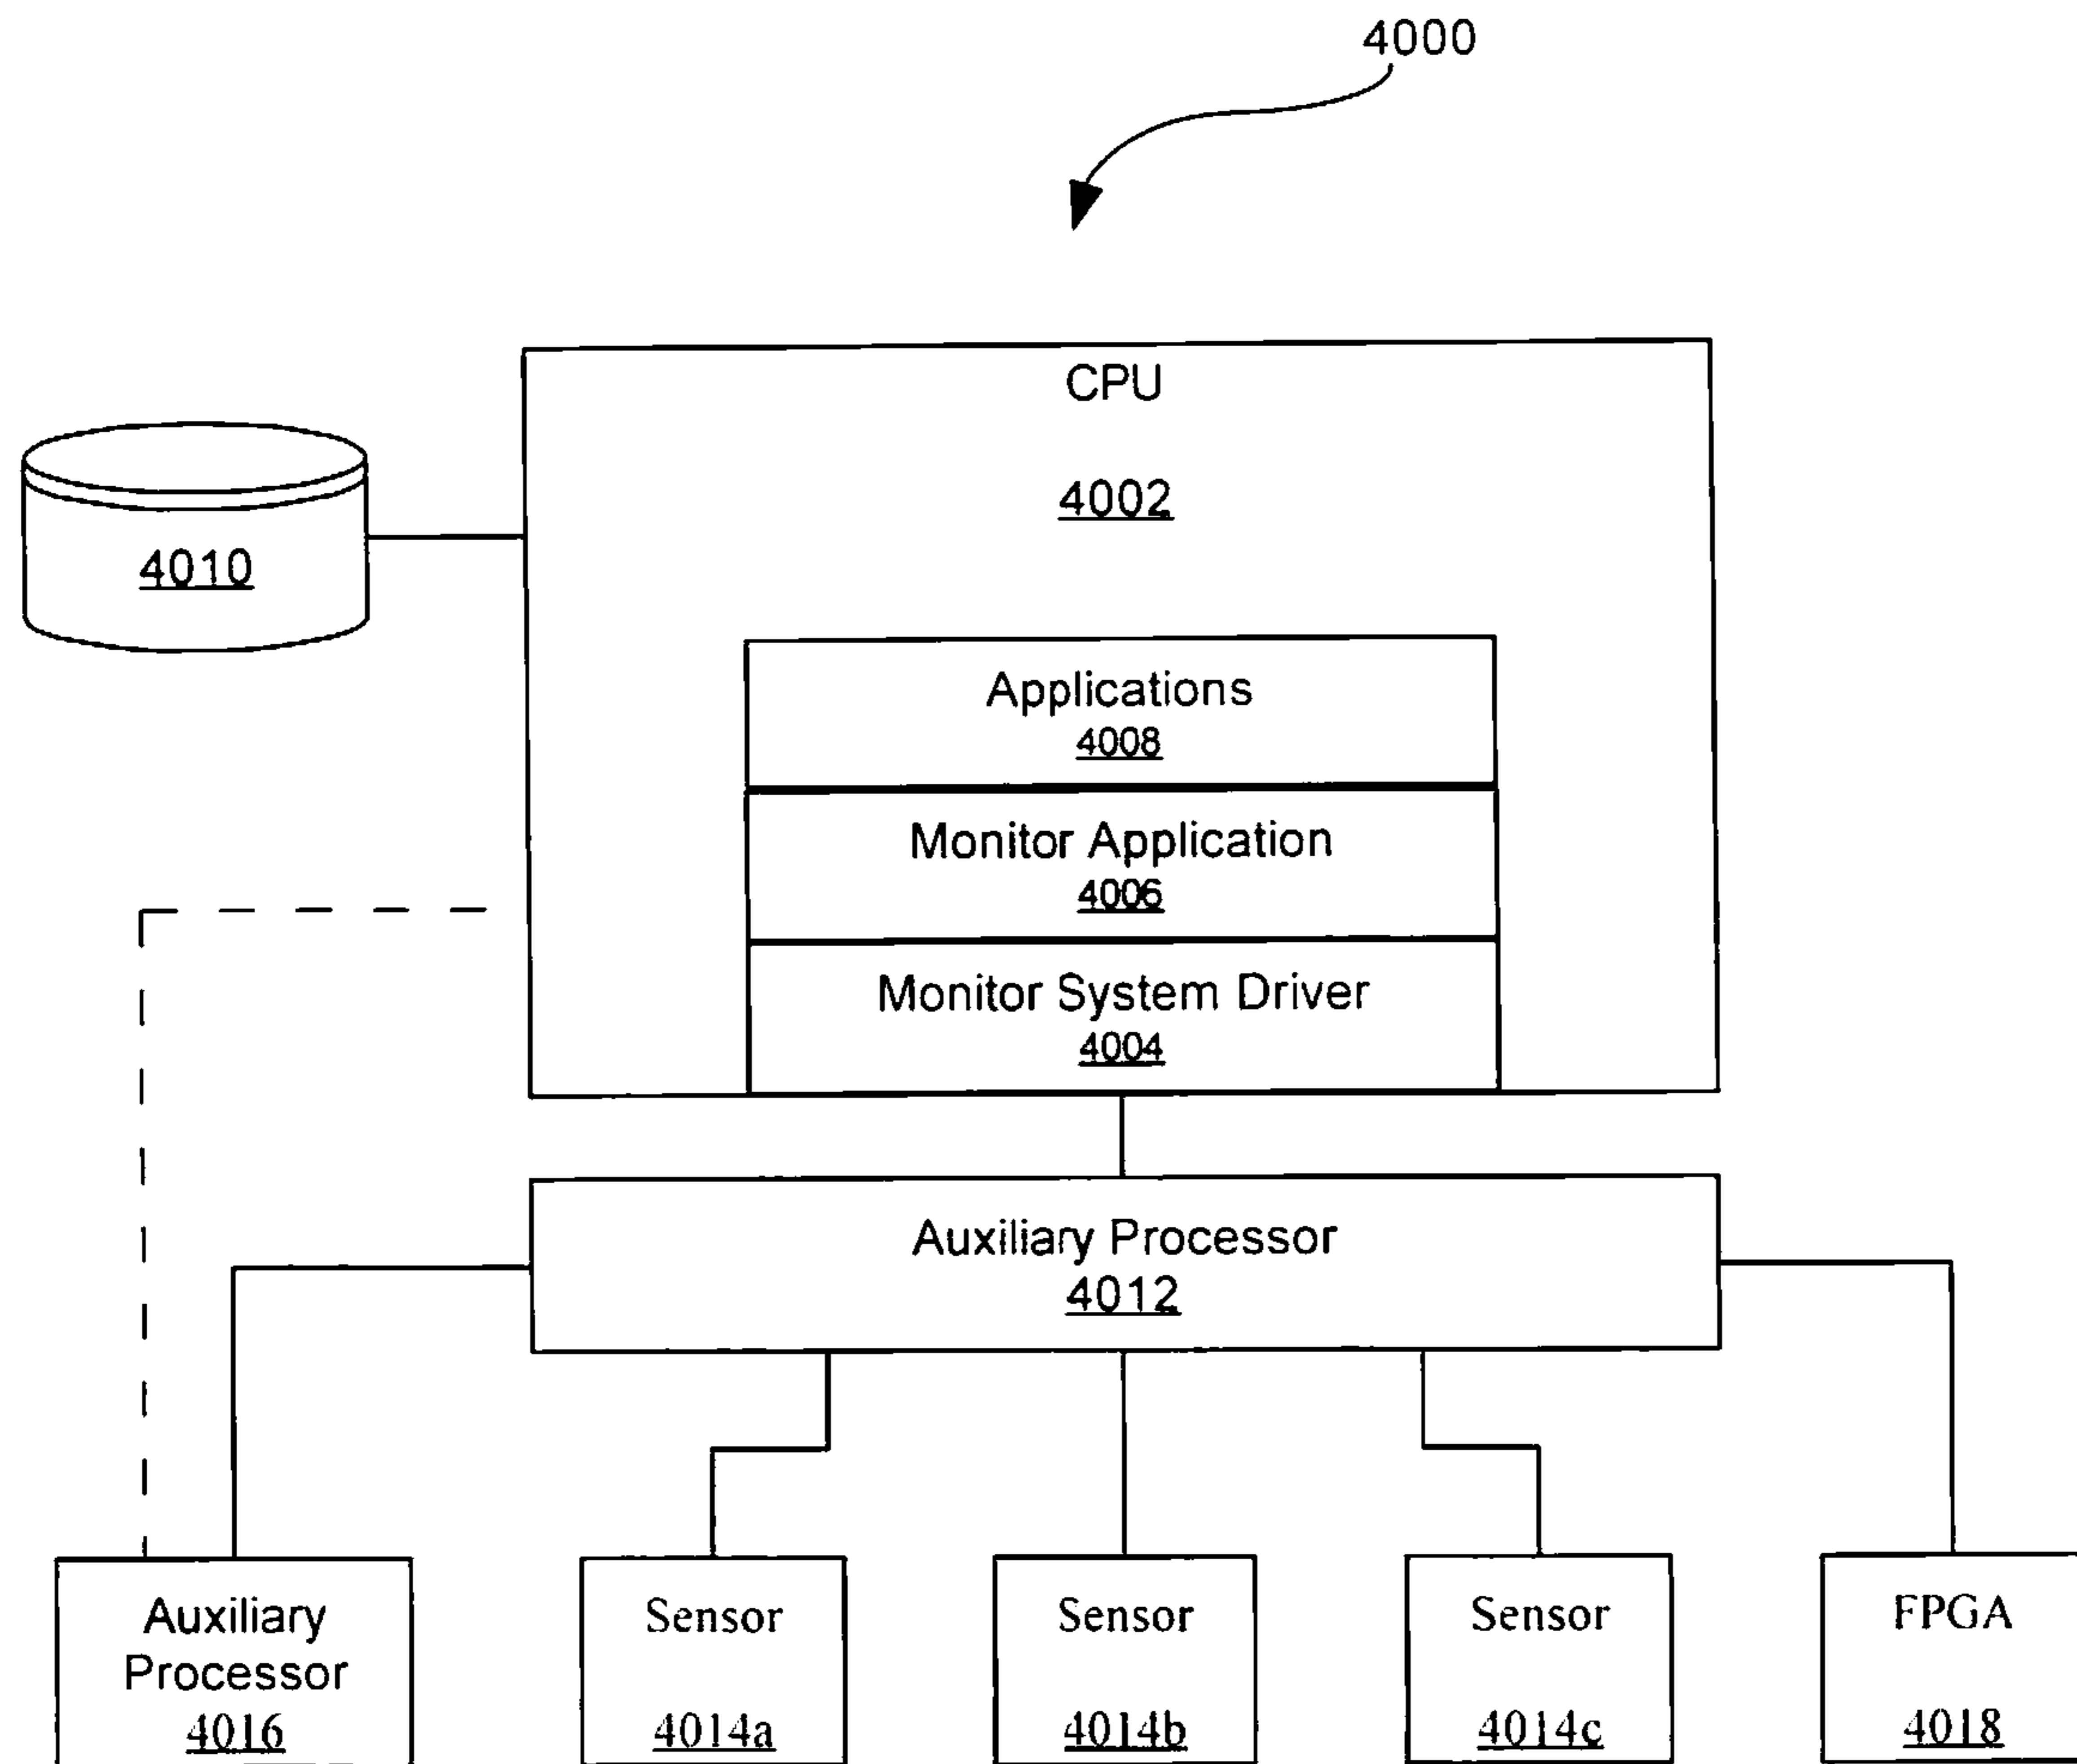 4000
CPU
4002
4010
Applications
4008
Monitor Application
4006
Monitor System Driver
4004
Auxiliary Processor
4012
Auxiliary
Processor
4016
Sensor
4014a
Sensor
4014b
Sensor
4014c
FPGA
4018